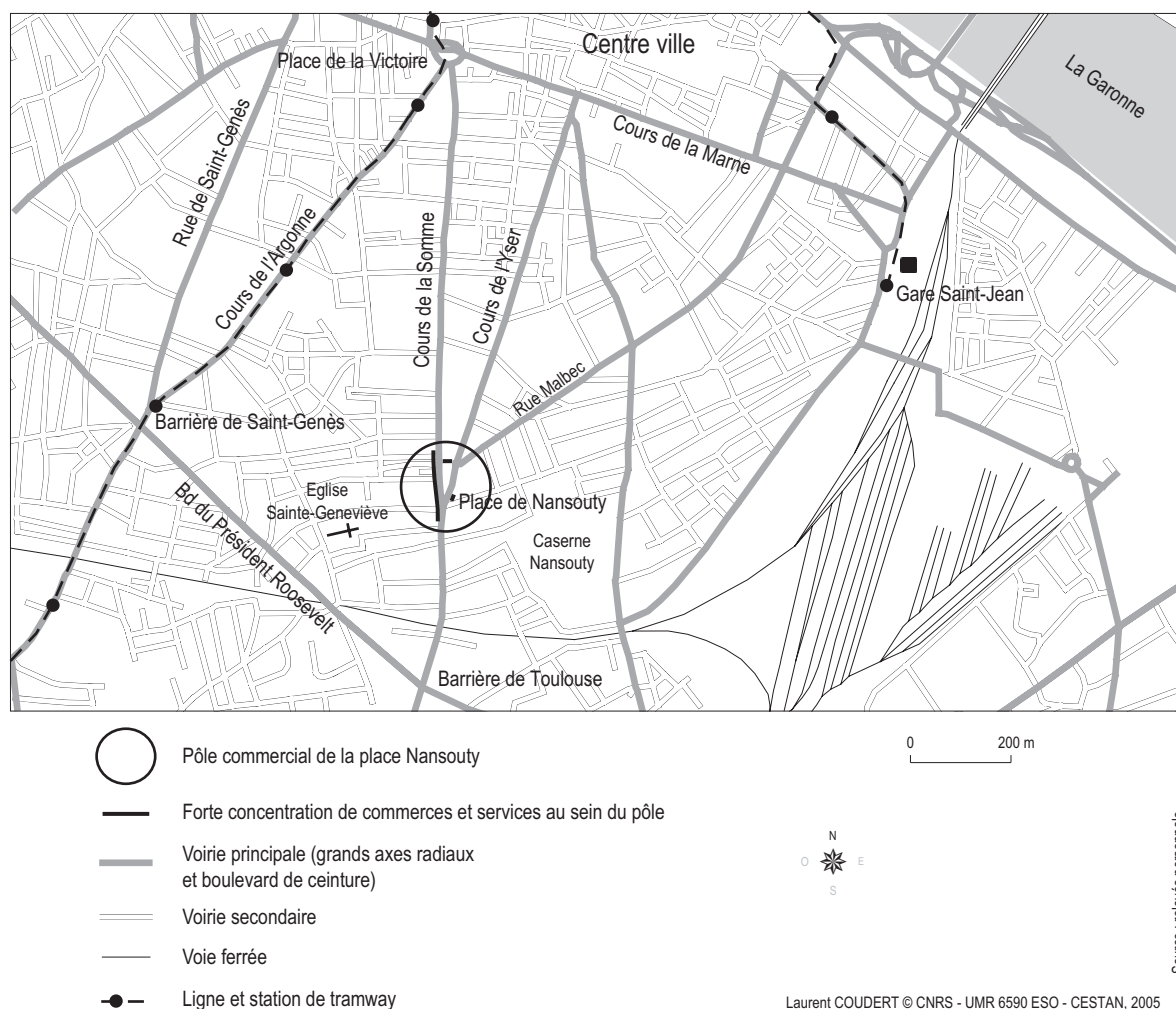 Centre ville
Place de la Victoire
La Garonne
Rue de Saint-Genès
Cours de la Marne
Cours de l'Argonne
Cours de la Somme
Cours de l'Yser
Gare Saint-Jean
Rue Malbec
Barrière de Saint-Genès
Bd du Président Roosevelt
Eglise
Sainte-Geneviève
Place de Nansouty
Caserne
Nansouty
Barrière de Toulouse
Pôle commercial de la place Nansouty
0 200 m
Forte concentration de commerces et services au sein du pôle
Voirie principale (grands axes radiaux
et boulevard de ceinture)
N
O E
S
Voirie secondaire
Voie ferrée
Ligne et station de tramway
Laurent COUDERT © CNRS - UMR 6590 ESO - CESTAN, 2005